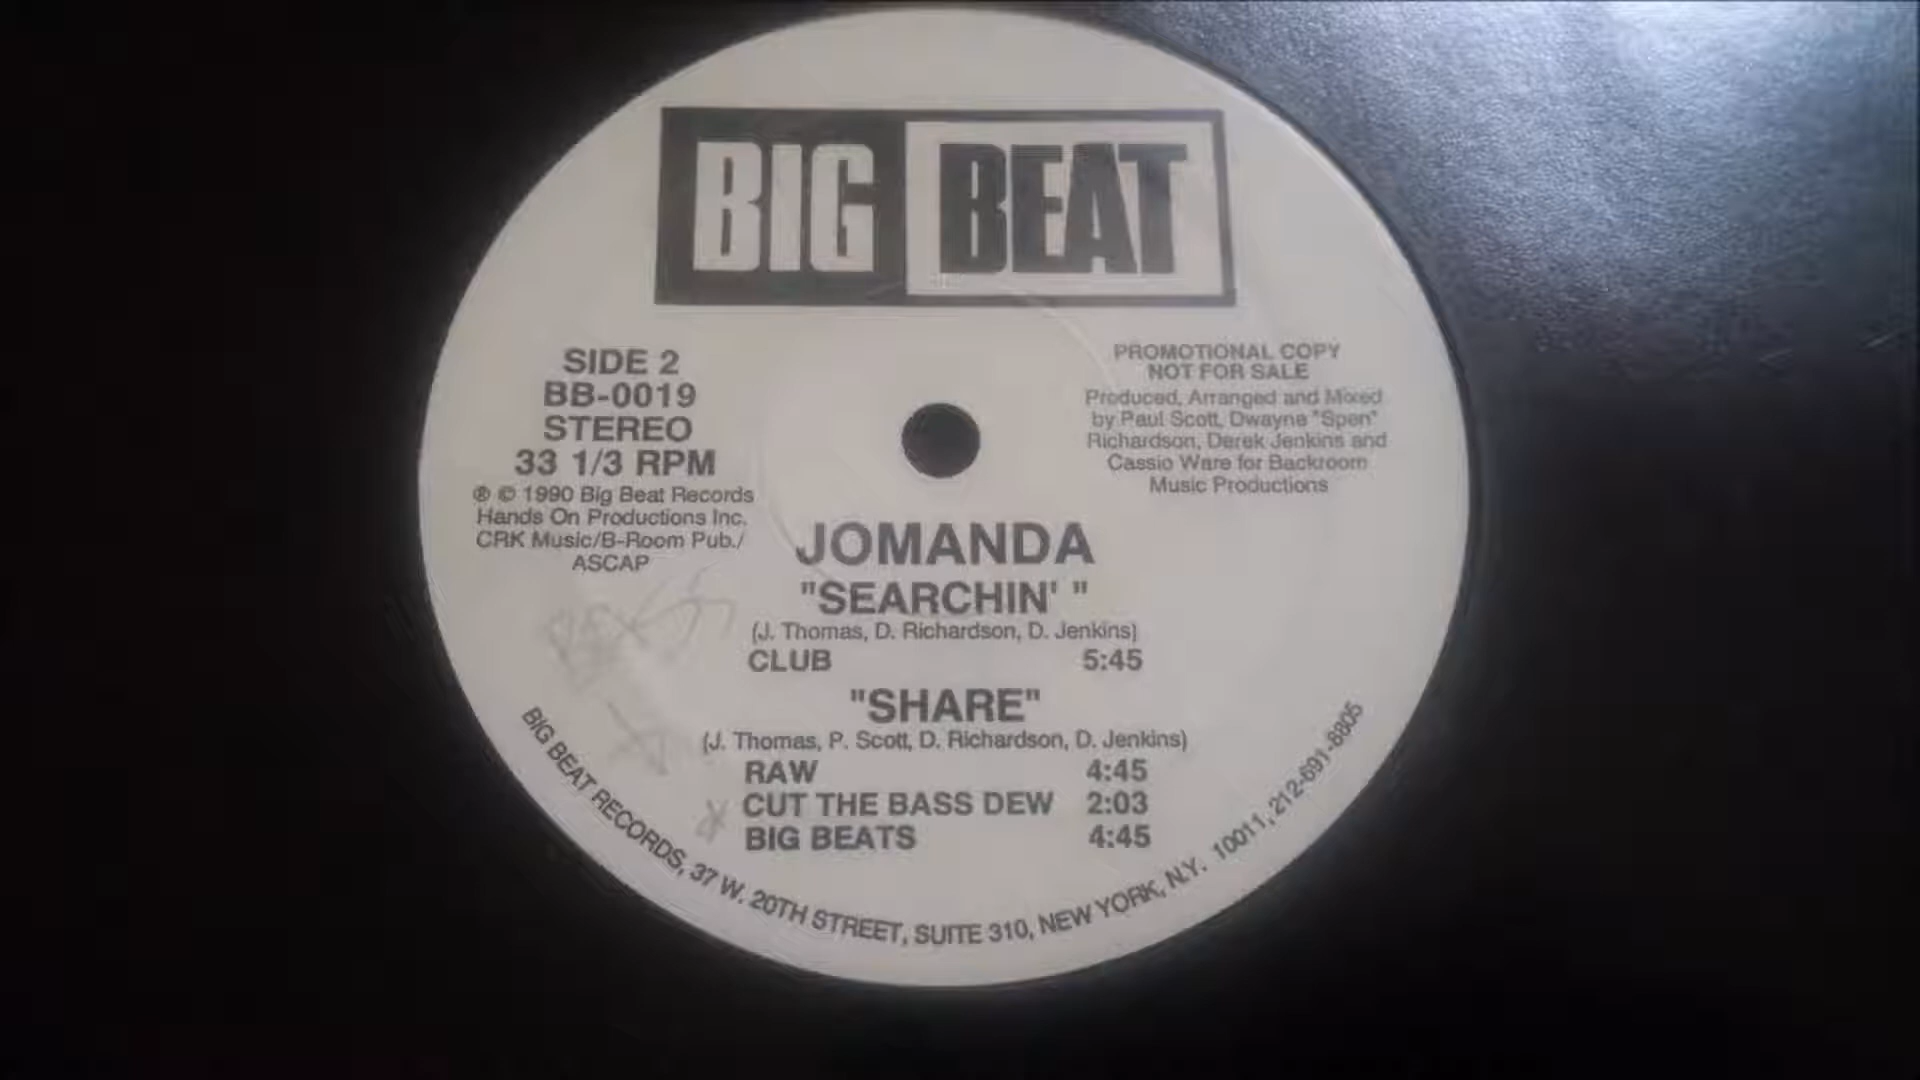 BIG BEAT
SIDE 2
BB-0019
STEREO
33 1/3 RPM
℗ © 1990 Big Beat Records
Hands On Productions Inc.
CRK Music/B-Room Pub./
ASCAP
PROMOTIONAL COPY
NOT FOR SALE
Produced, Arranged and Mixed
by Paul Scott, Dwayne "Spen"
Richardson, Derek Jenkins and
Cassio Ware for Backroom
Music Productions
JOMANDA
"SEARCHIN' "
(J. Thomas, D. Richardson, D. Jenkins)
CLUB 5:45
"SHARE"
(J. Thomas, P. Scott, D. Richardson, D. Jenkins)
RAW 4:45
CUT THE BASS DEW 2:03
BIG BEATS 4:45
BIG BEAT RECORDS, 37 W. 20TH STREET, SUITE 310, NEW YORK, N.Y. 10011, 212-691-8805